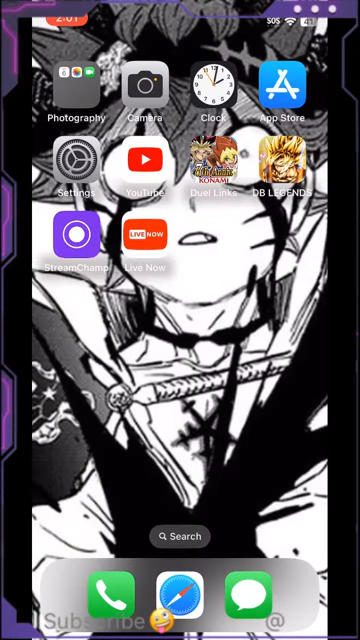 2:01 SOS
Photography Camera Clock App Store
Settings YouTube Duel Links DB LEGENDS
KONAMI
LIVE NOW
StreamChamp Live Now
Search
Subscribe🤪 @